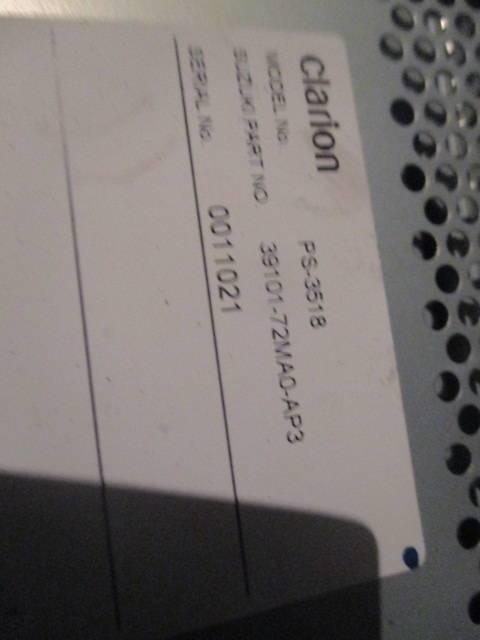 clarion
MODEL No. PS-3518
SUZUKI PART NO. 39101-72MA0-AP3
SERIAL No. 0011021